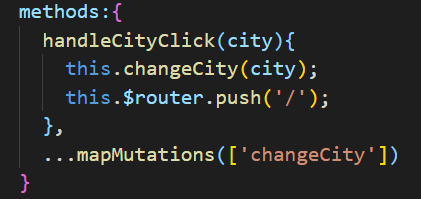 methods:{
  handleCityClick(city){
    this.changeCity(city);
    this.$router.push('/');
  },
  ...mapMutations(['changeCity'])
}